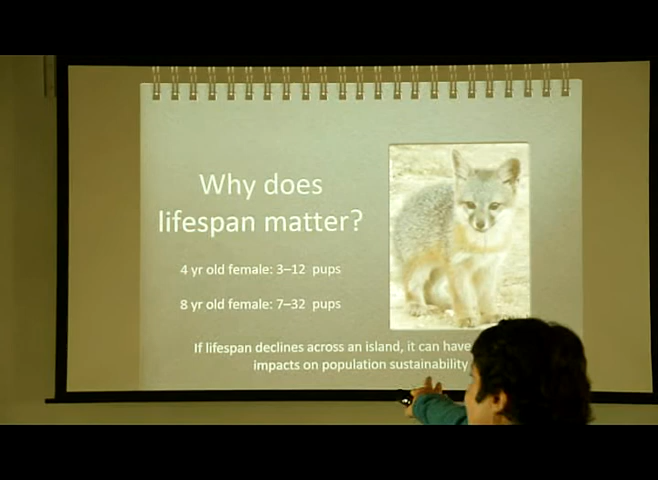 Why does
lifespan matter?
4 yr old female: 3–12 pups
8 yr old female: 7–32 pups
If lifespan declines across an island, it can have
impacts on population sustainability